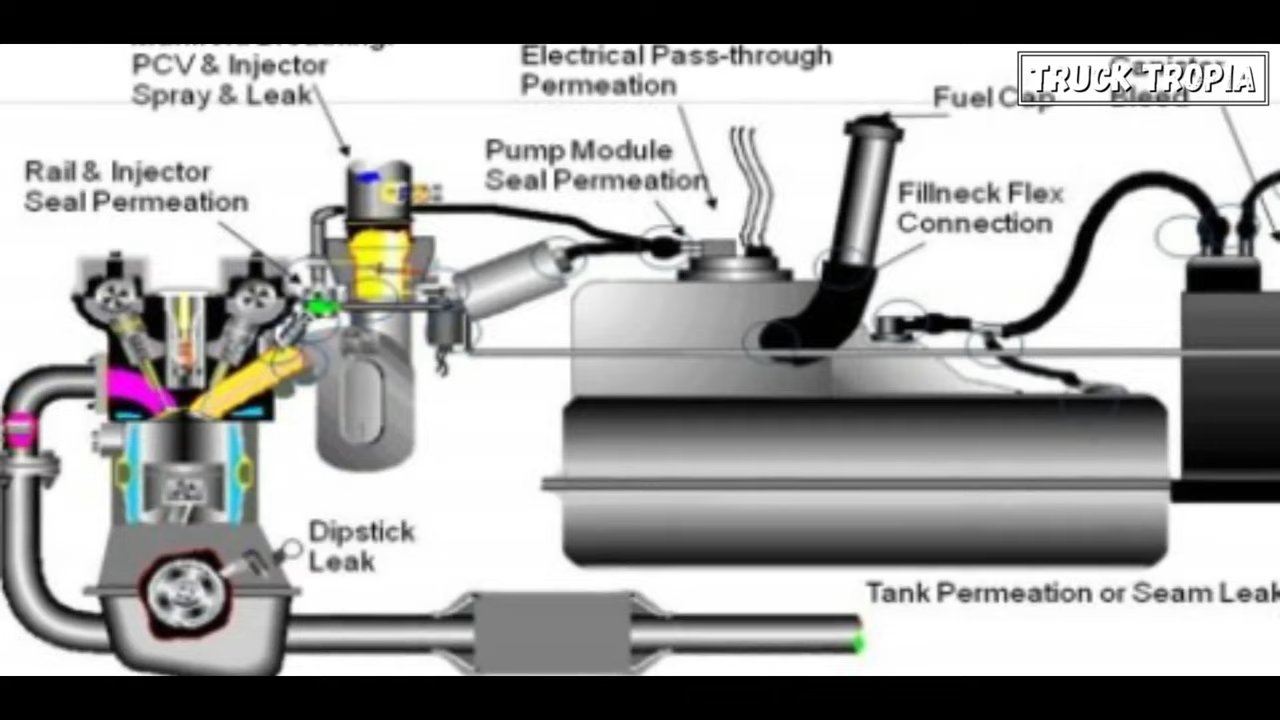 PCV & Injector
Spray & Leak
Electrical Pass-through
Permeation
TRUCK TROPIA
Fuel Cap
Bleed
Rail & Injector
Seal Permeation
Pump Module
Seal Permeation
Fillneck Flex
Connection
Dipstick
Leak
Tank Permeation or Seam Leak